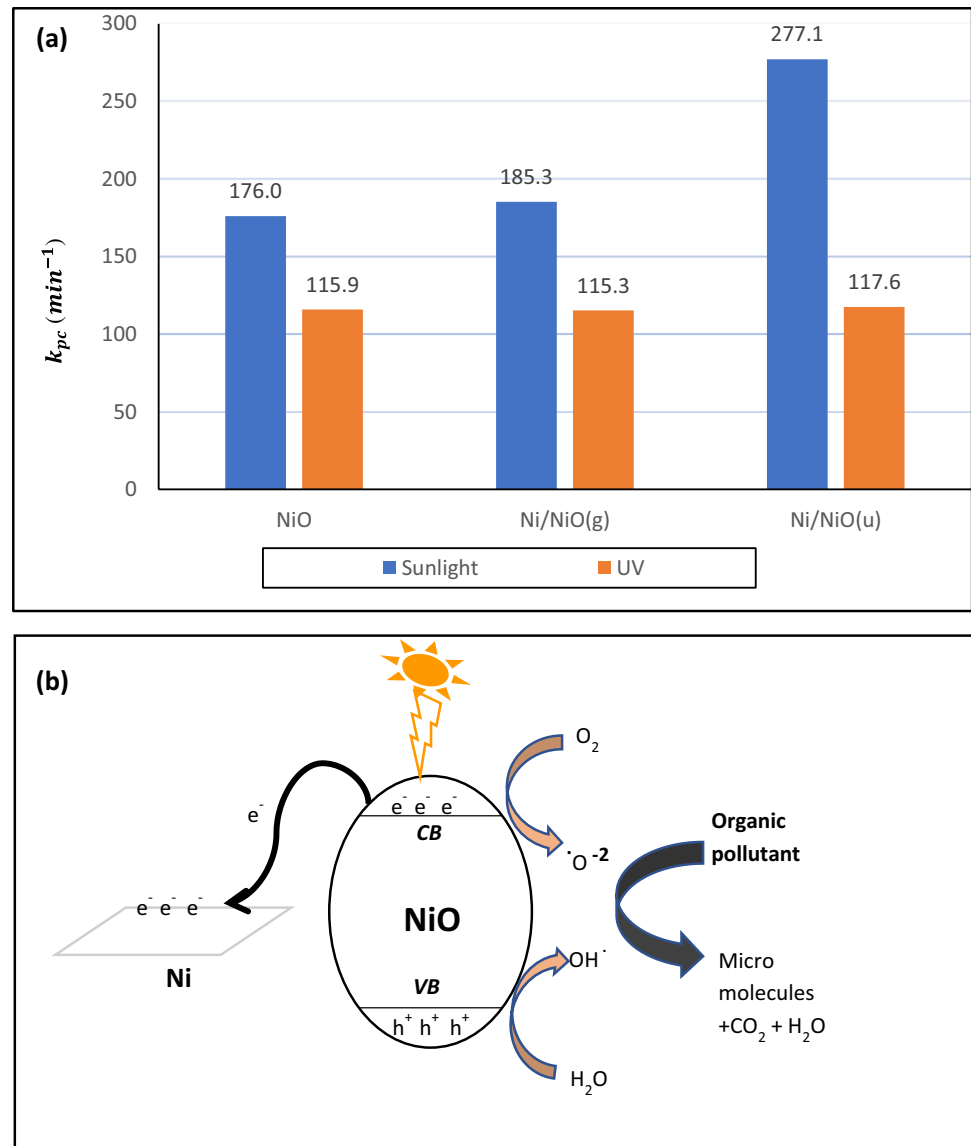 (a)
300
250
200
150
100
50
0
k_pc (min⁻¹)
277.1
176.0
185.3
115.9
115.3
117.6
NiO
Ni/NiO(g)
Ni/NiO(u)
Sunlight
UV
(b)
O₂
e⁻ e⁻ e⁻
CB
e⁻
Organic
pollutant
·O⁻²
e⁻ e⁻ e⁻
NiO
Ni
OH·
VB
Micro
molecules
+CO₂ + H₂O
h⁺ h⁺ h⁺
H₂O